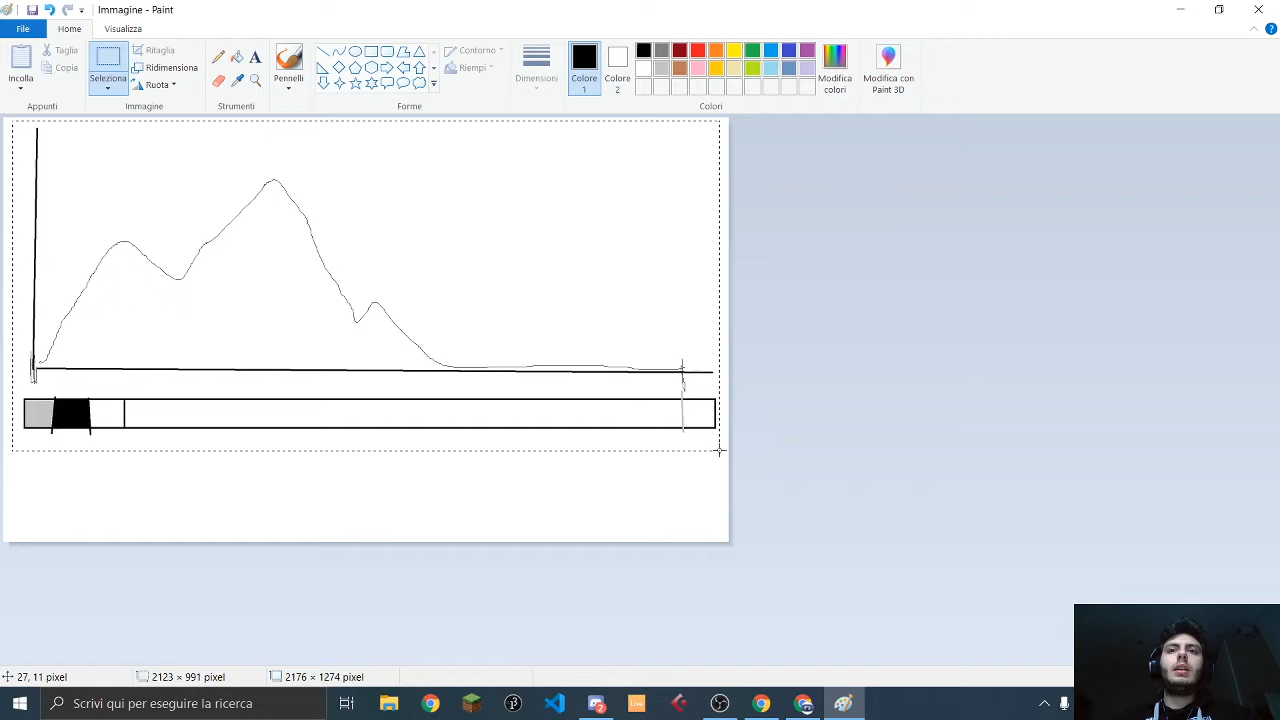 Immagine - Paint
File
Home
Visualizza
Incolla
Taglia
Copia
Appunti
Seleziona
Ritaglia
Ridimensiona
Ruota
Immagine
A
Strumenti
Pennelli
Contorno
Riempi
Forme
Dimensioni
Colore 1
Colore 2
Modifica colori
Colori
Modifica con Paint 3D
27, 11 pixel
2123 × 991 pixel
2176 × 1274 pixel
Scrivi qui per eseguire la ricerca
Live